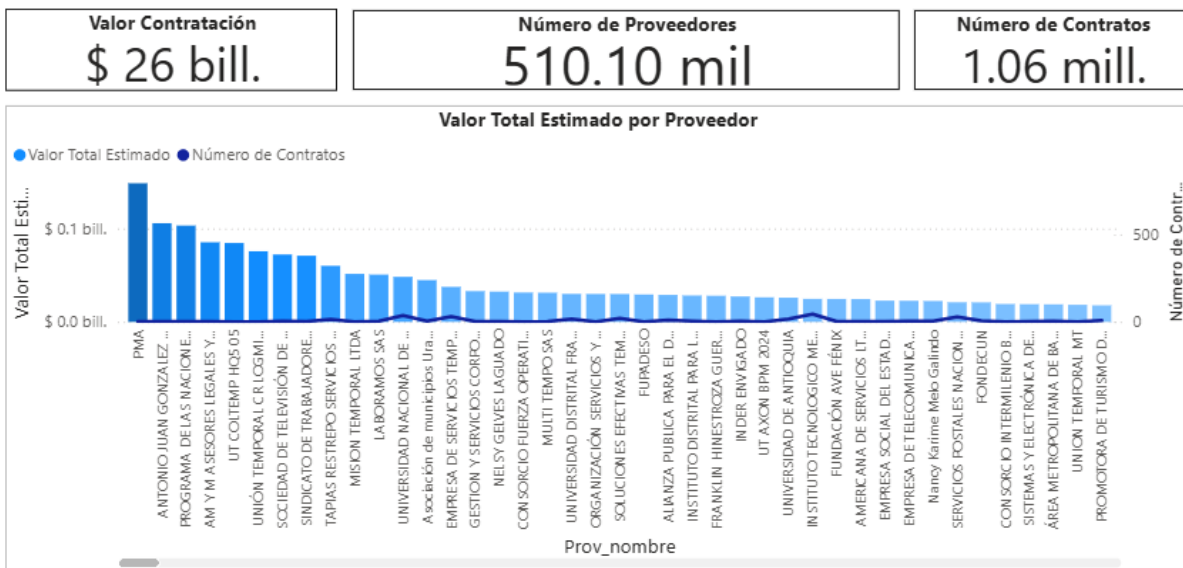 Valor Contratación
$ 26 bill.
Número de Proveedores
510.10 mil
Número de Contratos
1.06 mill.
Valor Total Estimado por Proveedor
Valor Total Estimado
Número de Contratos
Valor Total Esti...
$ 0.1 bill.
$ 0.0 bill.
500
0
Número de Contr...
PMA
ANTONIO JUAN GONZALEZ ...
PROGRAMA DE LAS NACIONE...
AM Y M ASESORES LEGALES Y...
UT COLTEMP HQ505
UNIÓN TEMPORAL C R LOGMI...
SOCIEDAD DE TELEVISIÓN DE ...
SINDICATO DE TRABAJADORE...
TAPIAS RESTREPO SERVICIOS ...
MISION TEMPORAL LTDA
LABORAMOS SAS
UNIVERSIDAD NACIONAL DE ...
Asociación de municipios Ura...
EMPRESA DE SERVICIOS TEMP...
GESTION Y SERVICIOS CORPO...
NELSY GELVES LAGUADO
CONSORCIO FUERZA OPERATI...
MULTI TEMPO SAS
UNIVERSIDAD DISTRITAL FRA...
ORGANIZACIÓN SERVICIOS Y...
SOLUCIONES EFECTIVAS TEM...
FUPADESO
ALIANZA PUBLICA PARA EL D...
INSTITUTO DISTRITAL PARA L...
FRANKLIN HINESTROZA GUER...
INDER ENVIGADO
UT AXON BPM 2024
UNIVERSIDAD DE ANTIOQUIA
INSTITUTO TECNOLOGICO ME...
FUNDACIÓN AVE FÉNIX
AMERICANA DE SERVICIOS LT...
EMPRESA SOCIAL DEL ESTAD...
EMPRESA DE TELECOMUNICA...
Nancy Karime Melo Galindo
SERVICIOS POSTALES NACION...
FONDECUN
CONSORCIO INTERMILENIO B...
SISTEMAS Y ELECTRÓNICA DE...
ÁREA METROPOLITANA DE BA...
UNION TEMPORAL MT
PROMOTORA DE TURISMO D...
Prov_nombre